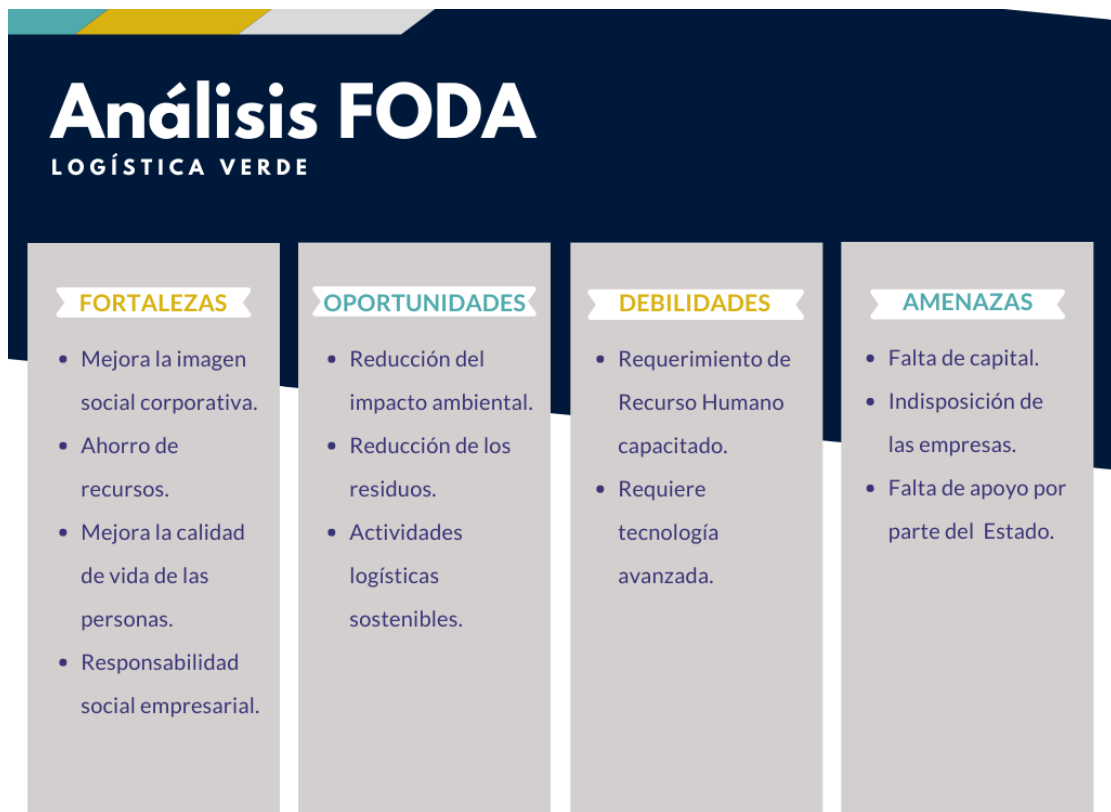 Análisis FODA
LOGÍSTICA VERDE
FORTALEZAS
• Mejora la imagen
social corporativa.
• Ahorro de
recursos.
• Mejora la calidad
de vida de las
personas.
• Responsabilidad
social empresarial.
OPORTUNIDADES
• Reducción del
impacto ambiental.
• Reducción de los
residuos.
• Actividades
logísticas
sostenibles.
DEBILIDADES
• Requerimiento de
Recurso Humano
capacitado.
• Requiere
tecnología
avanzada.
AMENAZAS
• Falta de capital.
• Indisposición de
las empresas.
• Falta de apoyo por
parte del  Estado.